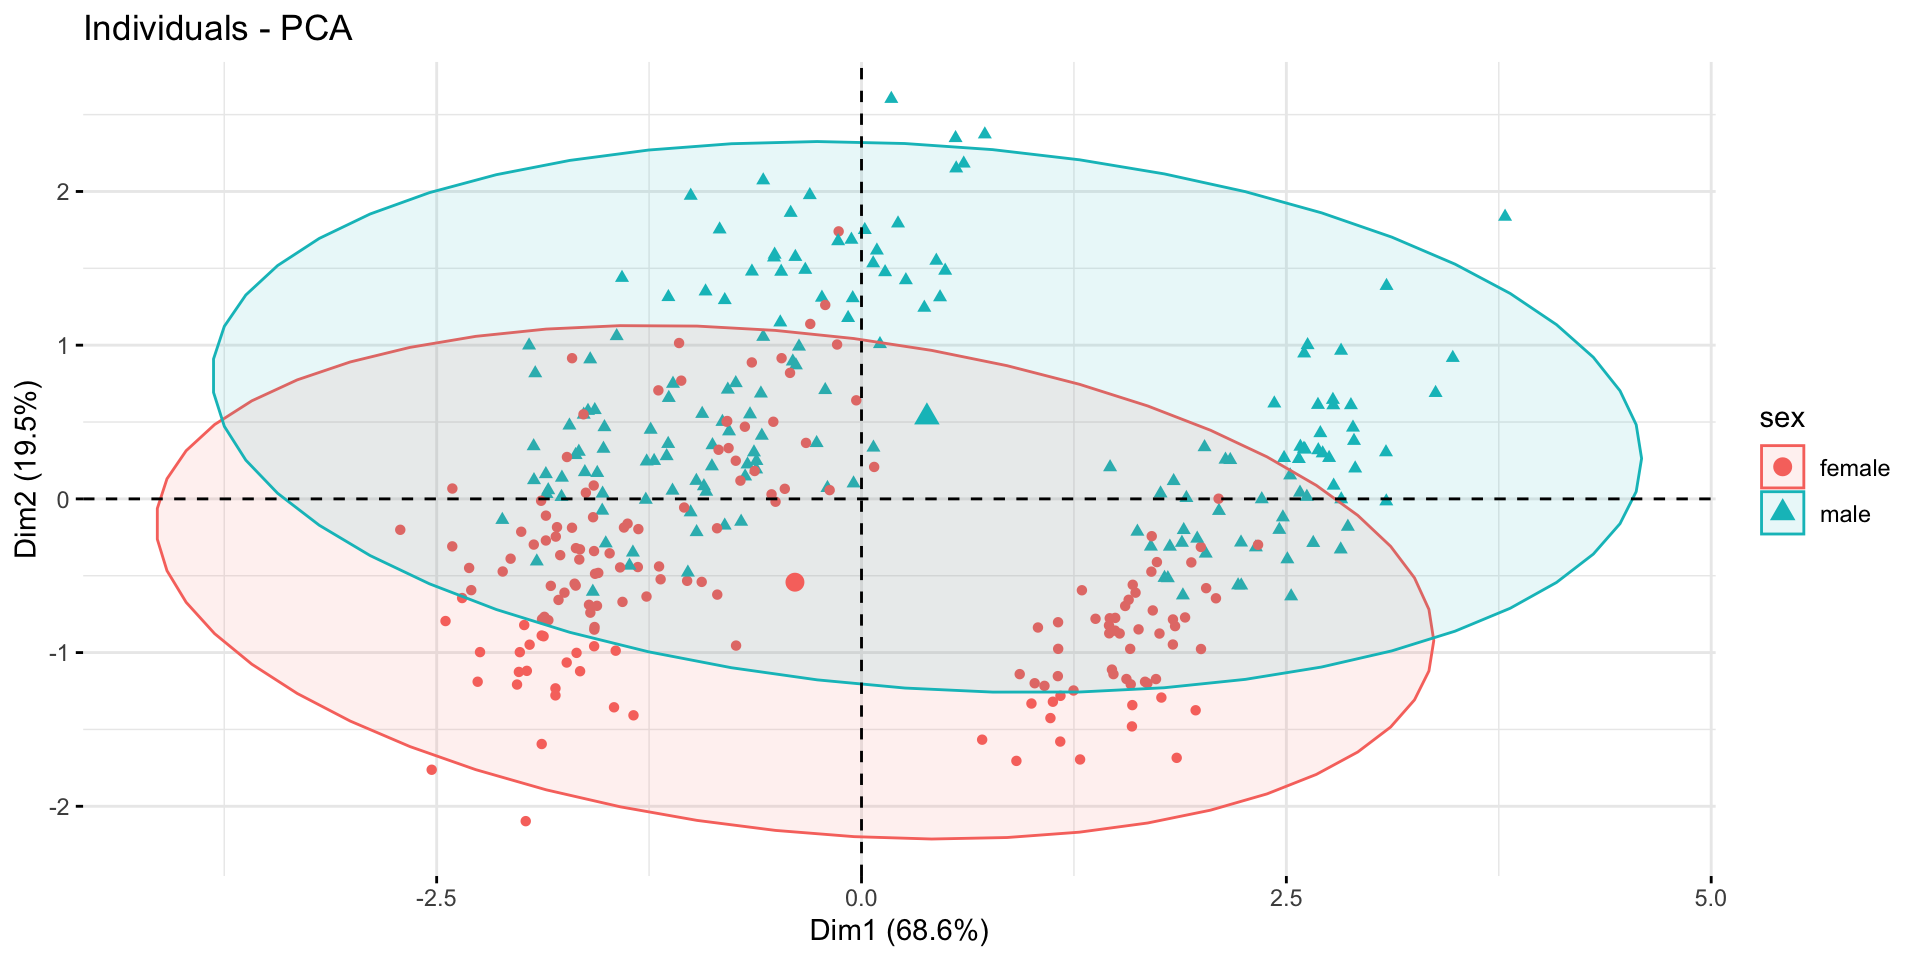 Individuals - PCA
2
1
0
-1
-2
Dim2 (19.5%)
-2.5
0.0
2.5
5.0
Dim1 (68.6%)
sex
female
male